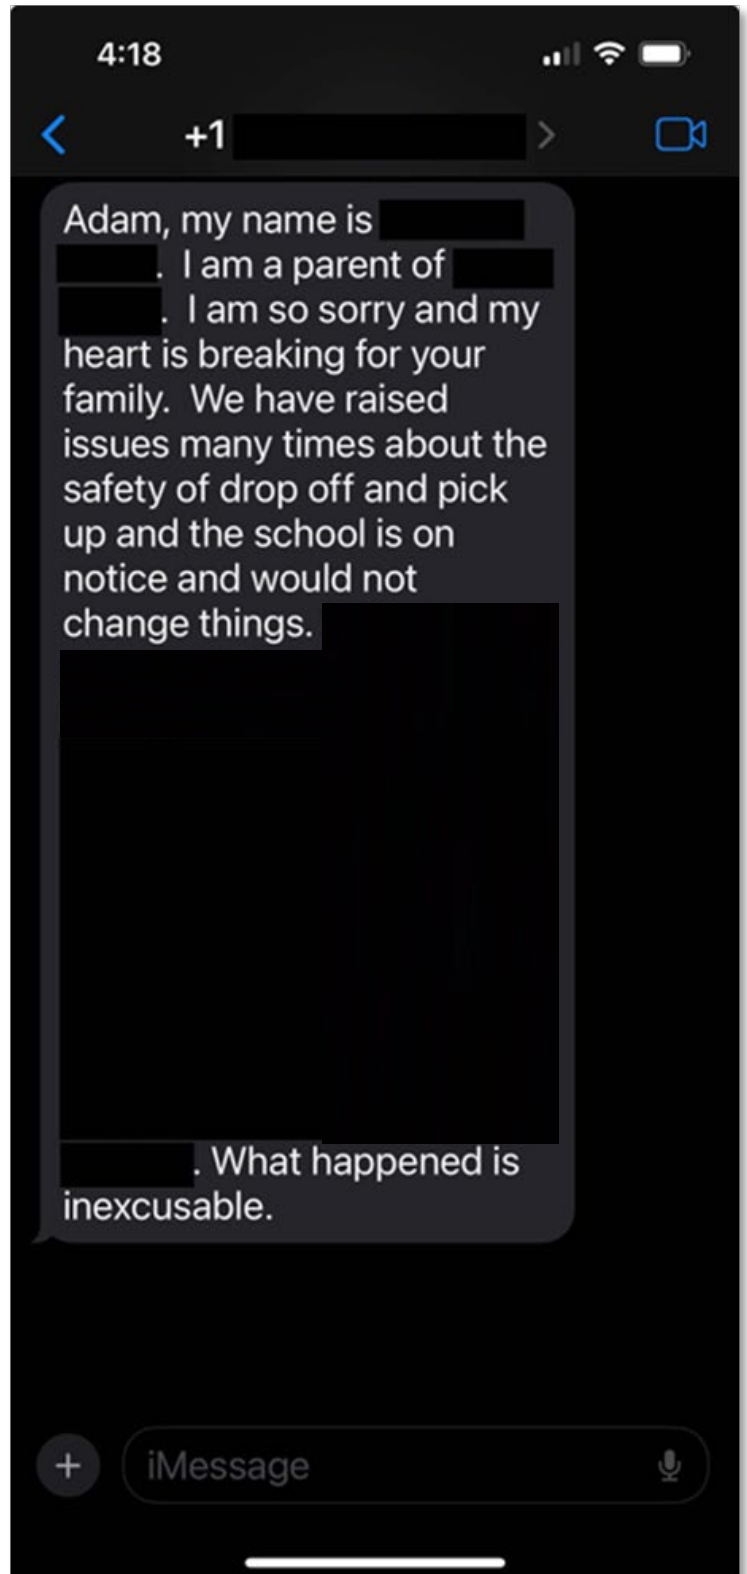 4:18
+1
Adam, my name is
. I am a parent of
. I am so sorry and my
heart is breaking for your
family. We have raised
issues many times about the
safety of drop off and pick
up and the school is on
notice and would not
change things.
. What happened is
inexcusable.
iMessage